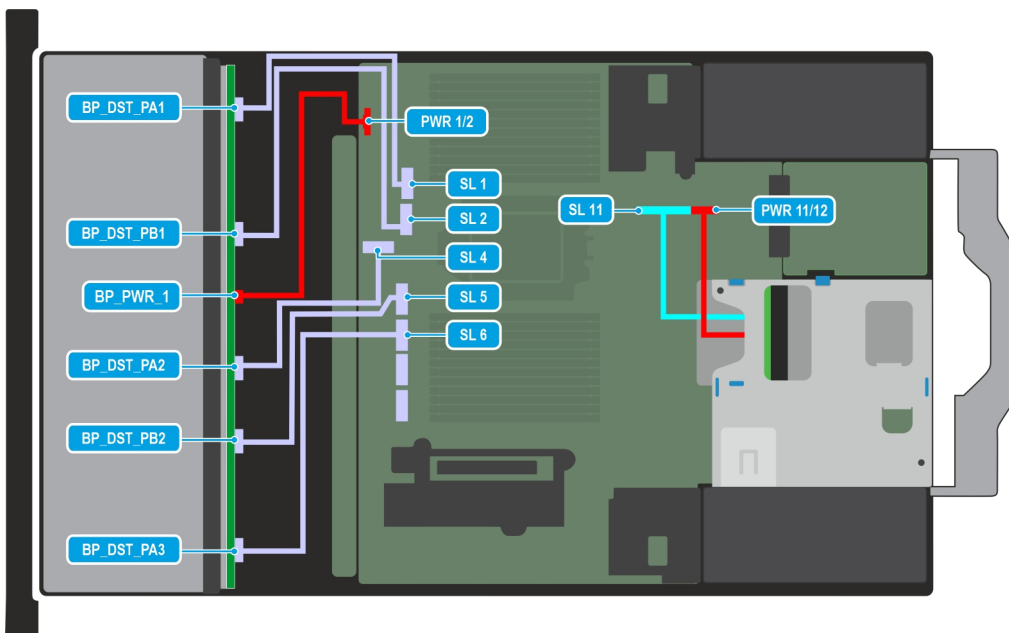 BP_DST_PA1
BP_DST_PB1
BP_PWR_1
BP_DST_PA2
BP_DST_PB2
BP_DST_PA3
PWR 1/2
SL 1
SL 2
SL 4
SL 5
SL 6
SL 11
PWR 11/12